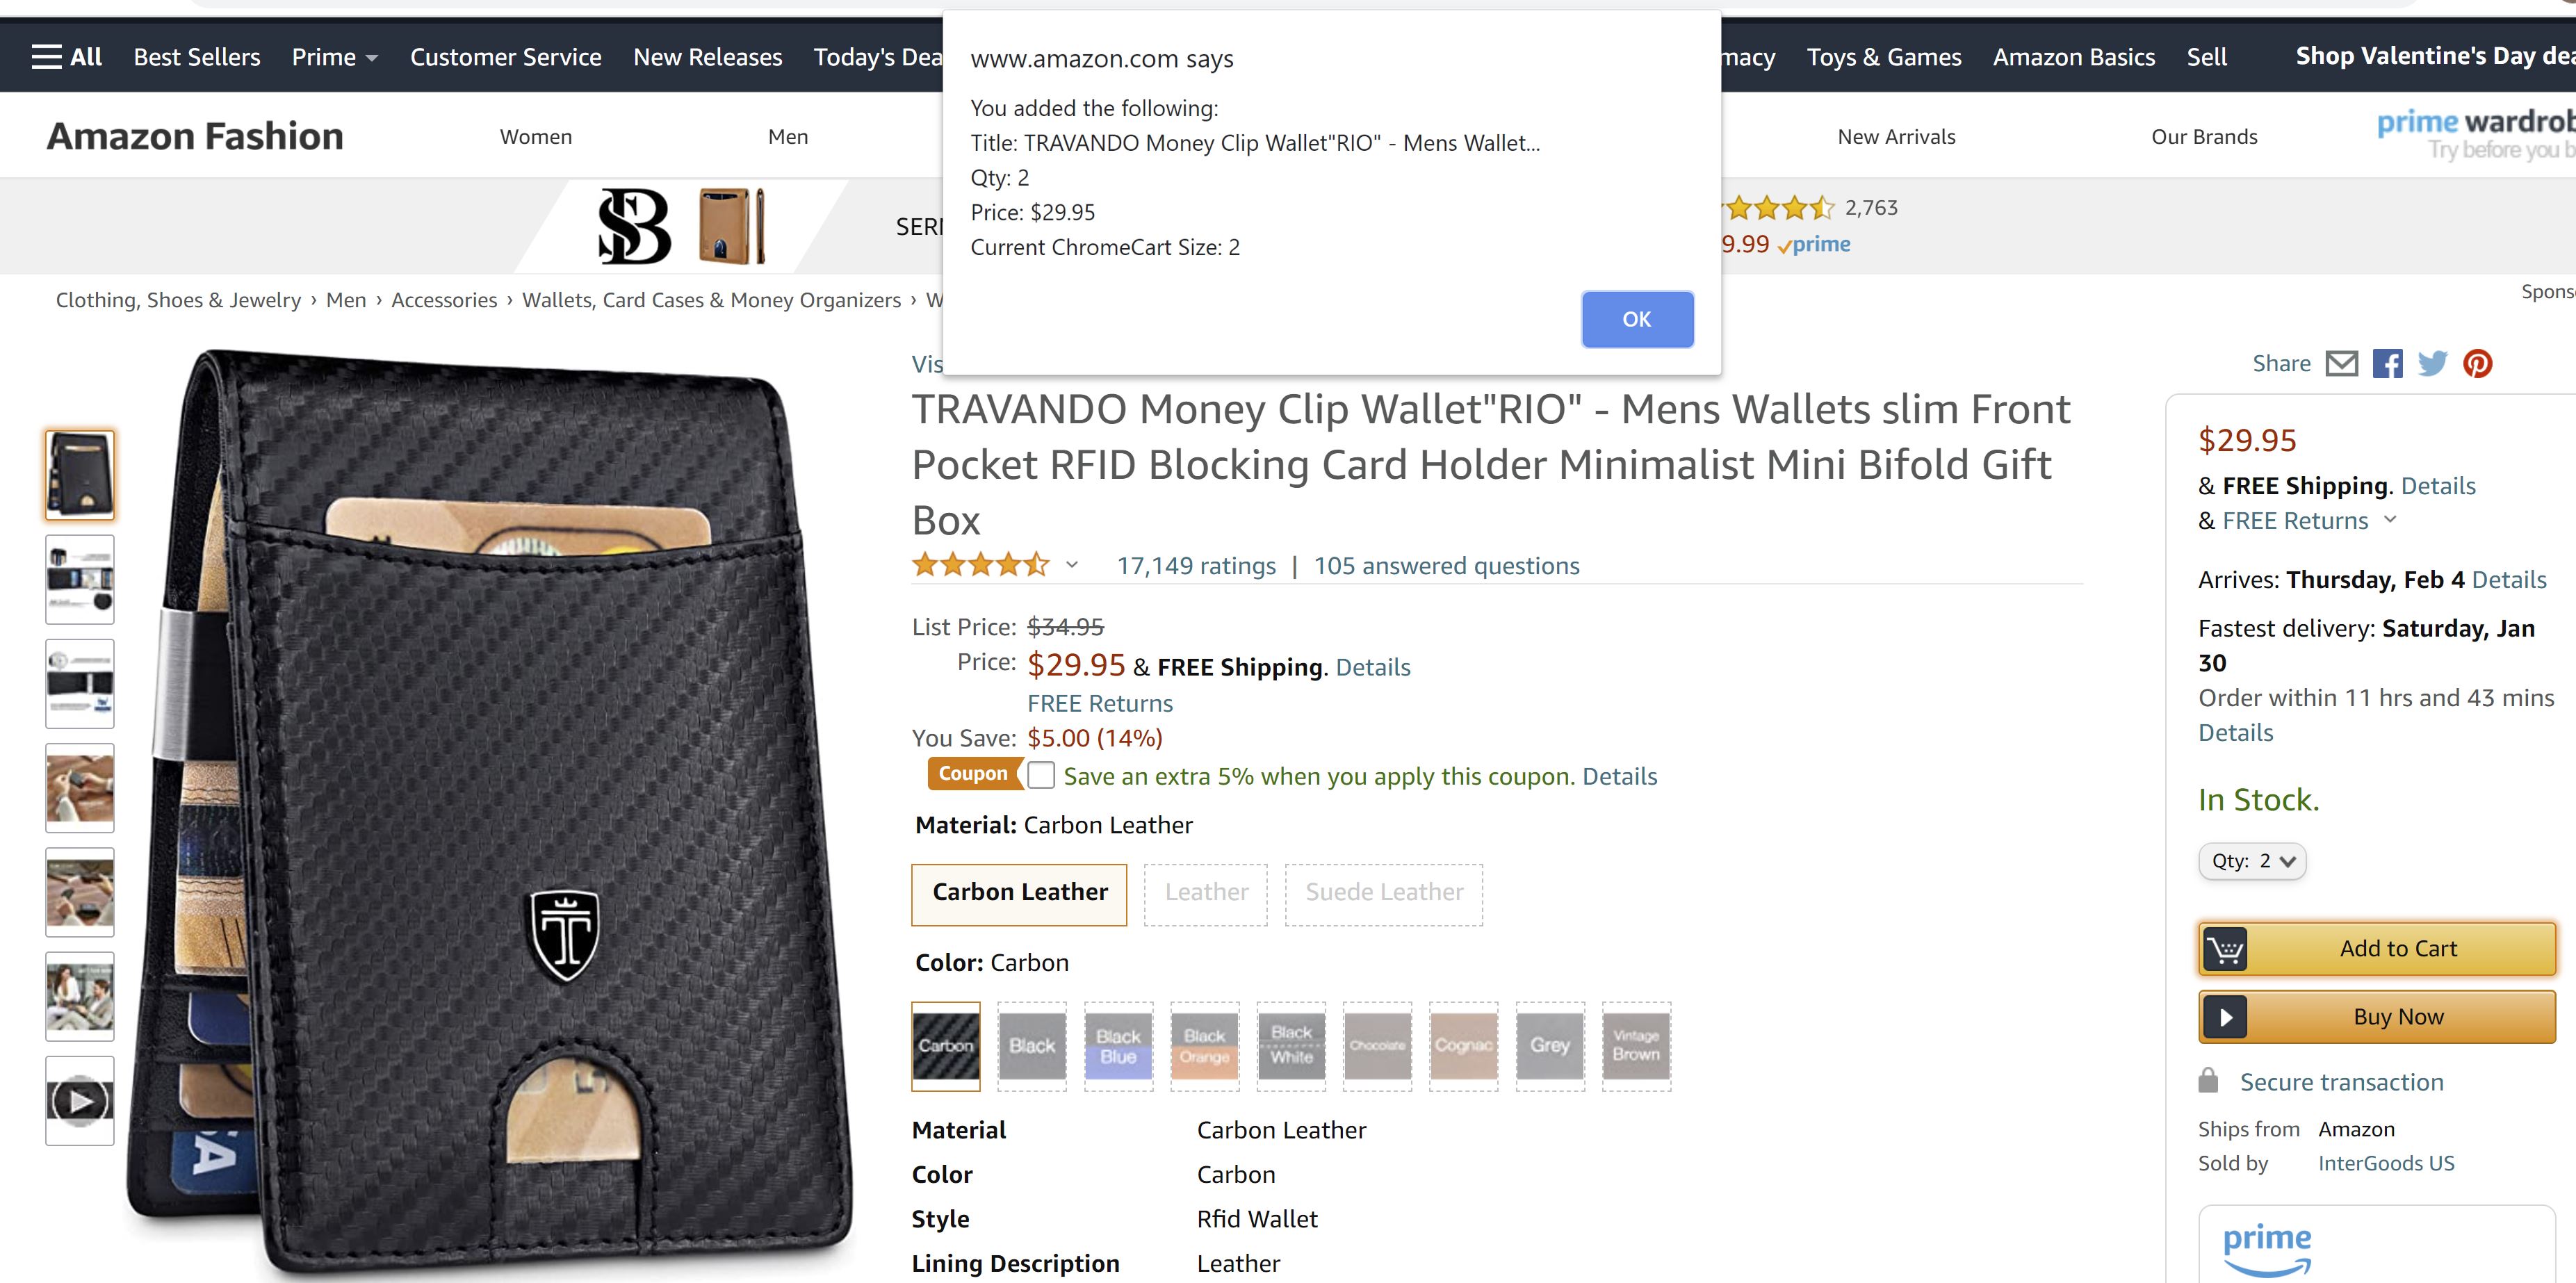 All
Best Sellers
Prime
Customer Service
New Releases
Today's Dea
macy
Toys & Games
Amazon Basics
Sell
Shop Valentine's Day dea
www.amazon.com says
You added the following:
Title: TRAVANDO Money Clip Wallet"RIO" - Mens Wallet...
Qty: 2
Price: $29.95
Current ChromeCart Size: 2
OK
Amazon Fashion
Women
Men
New Arrivals
Our Brands
prime wardrob
Try before you b
SB
SER
2,763
9.99 prime
Clothing, Shoes & Jewelry › Men › Accessories › Wallets, Card Cases & Money Organizers › W
Spons
Vis
TRAVANDO Money Clip Wallet"RIO" - Mens Wallets slim Front
Pocket RFID Blocking Card Holder Minimalist Mini Bifold Gift
Box
17,149 ratings | 105 answered questions
List Price: $34.95
Price: $29.95 & FREE Shipping. Details
FREE Returns
You Save: $5.00 (14%)
Coupon Save an extra 5% when you apply this coupon. Details
Material: Carbon Leather
Carbon Leather
Leather
Suede Leather
Color: Carbon
Carbon
Black
Black
Blue
Black
Orange
Black
White
Chocolate
Cognac
Grey
Vintage
Brown
Material Carbon Leather
Color Carbon
Style Rfid Wallet
Lining Description Leather
Share
$29.95
& FREE Shipping. Details
& FREE Returns
Arrives: Thursday, Feb 4 Details
Fastest delivery: Saturday, Jan
30
Order within 11 hrs and 43 mins
Details
In Stock.
Qty: 2
Add to Cart
Buy Now
Secure transaction
Ships from Amazon
Sold by InterGoods US
prime